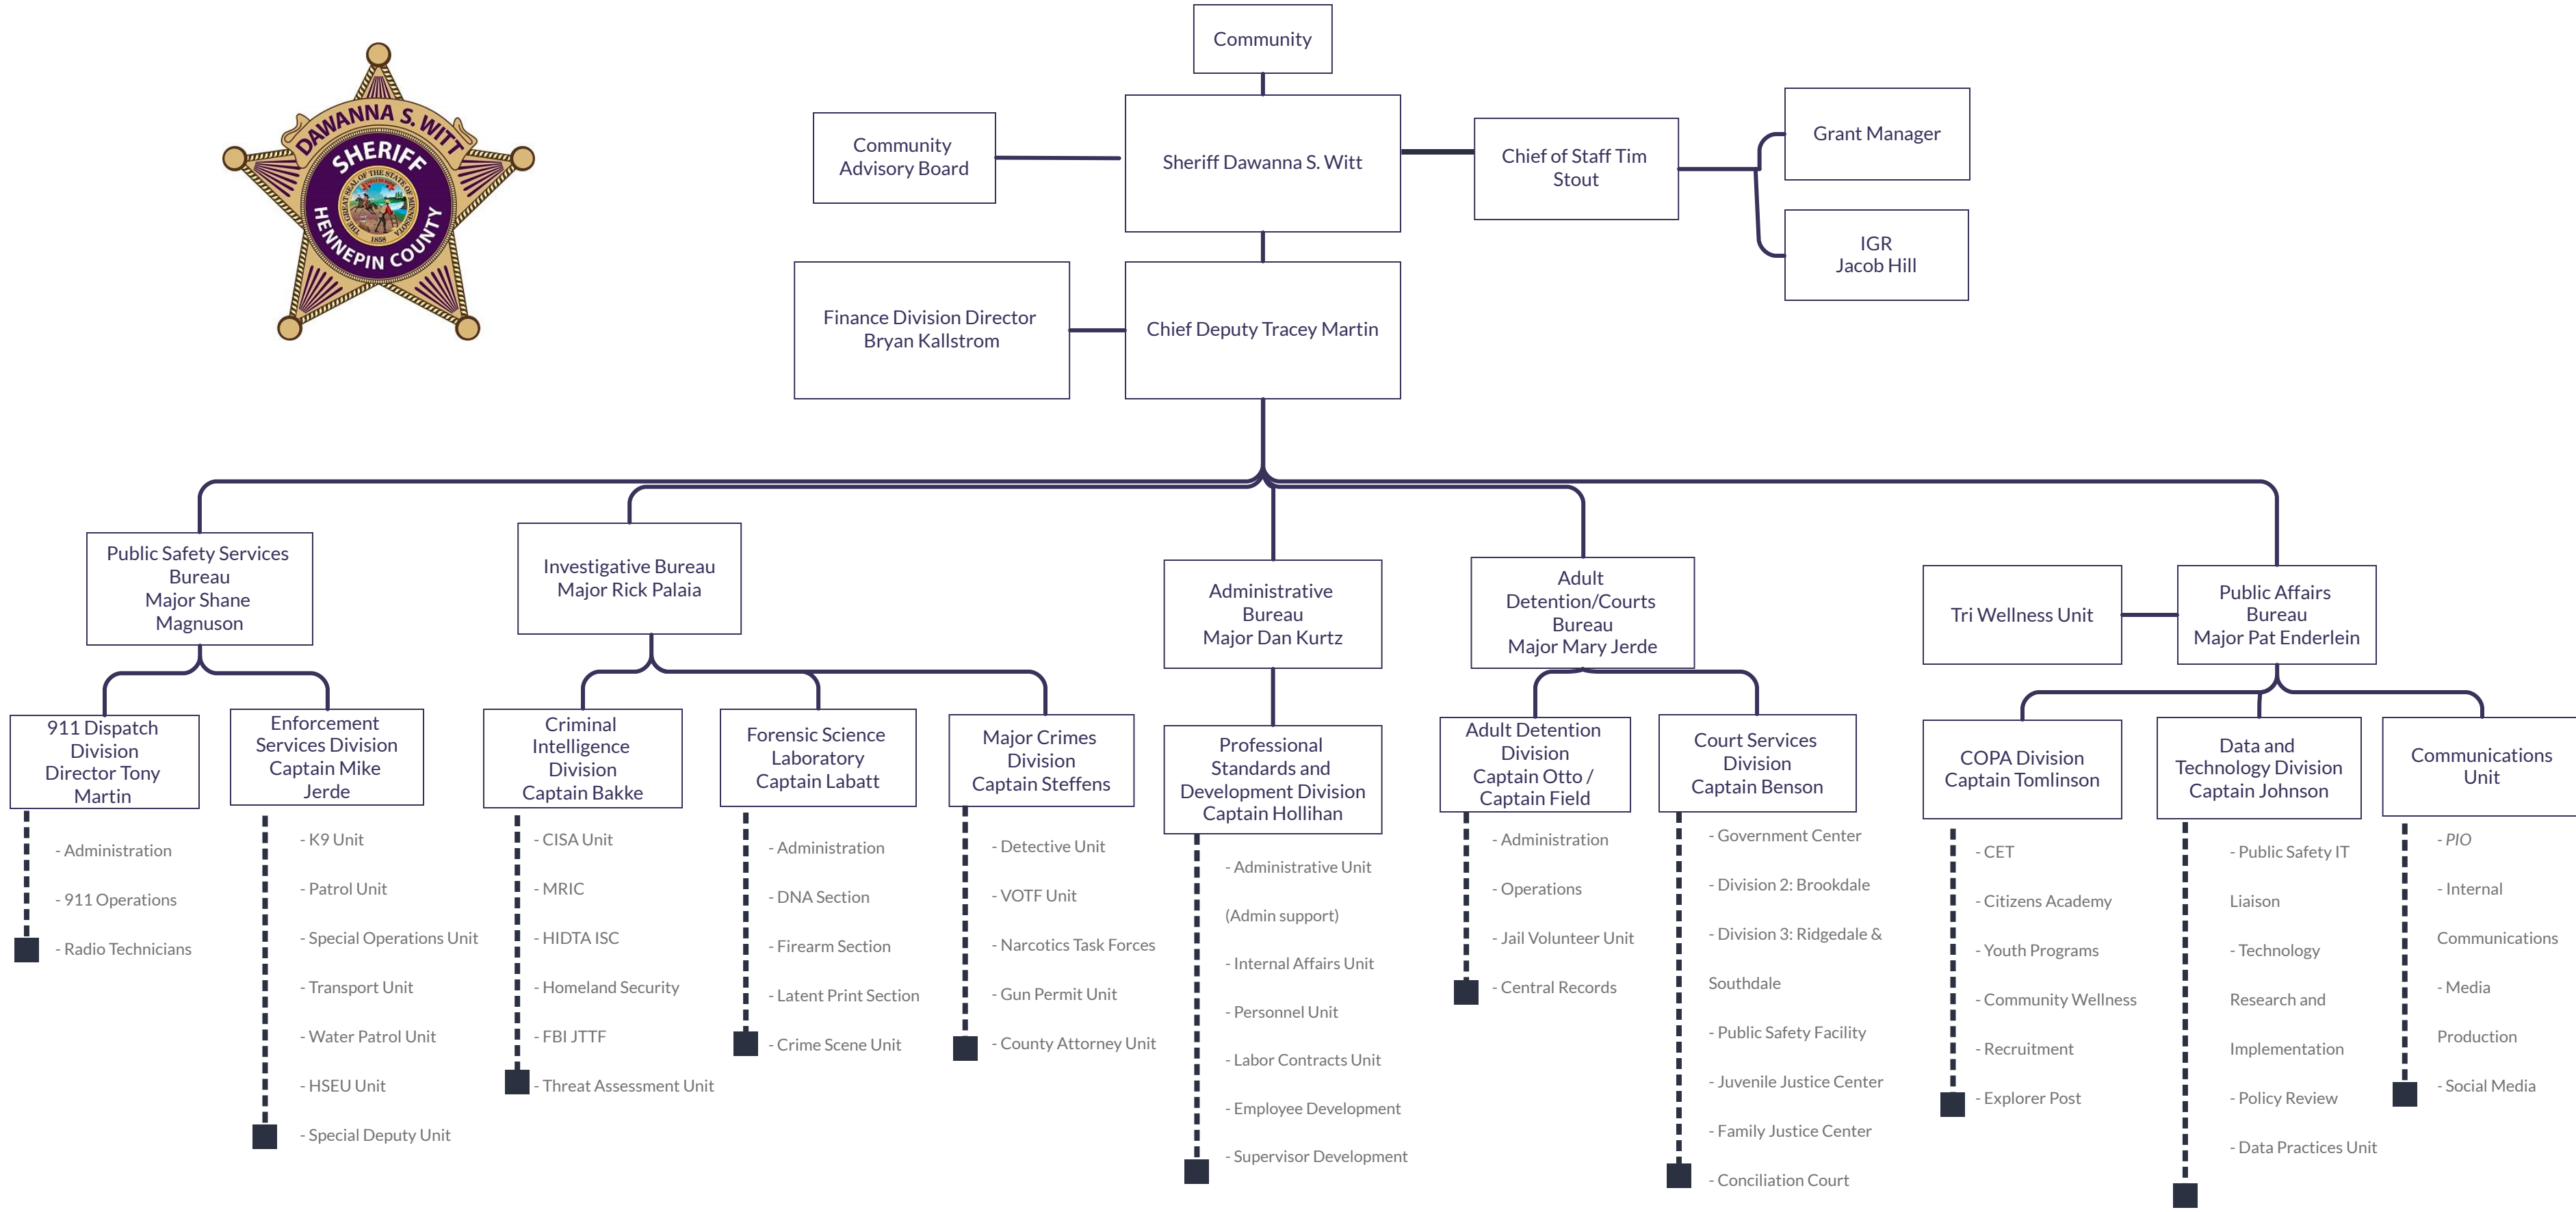 Community
DAWANNA S. WITT
SHERIFF
THE GREAT SEAL OF THE STATE OF MINNESOTA
1858
HENNEPIN COUNTY
Community
Advisory Board
Sheriff Dawanna S. Witt
Chief of Staff Tim
Stout
Grant Manager
IGR
Jacob Hill
Finance Division Director
Bryan Kallstrom
Chief Deputy Tracey Martin
Public Safety Services
Bureau
Major Shane
Magnuson
Investigative Bureau
Major Rick Palaia
Administrative
Bureau
Major Dan Kurtz
Adult
Detention/Courts
Bureau
Major Mary Jerde
Tri Wellness Unit
Public Affairs
Bureau
Major Pat Enderlein
911 Dispatch
Division
Director Tony
Martin
- Administration
- 911 Operations
- Radio Technicians
Enforcement
Services Division
Captain Mike
Jerde
- K9 Unit
- Patrol Unit
- Special Operations Unit
- Transport Unit
- Water Patrol Unit
- HSEU Unit
- Special Deputy Unit
Criminal
Intelligence
Division
Captain Bakke
- CISA Unit
- MRIC
- HIDTA ISC
- Homeland Security
- FBI JTTF
- Threat Assessment Unit
Forensic Science
Laboratory
Captain Labatt
- Administration
- DNA Section
- Firearm Section
- Latent Print Section
- Crime Scene Unit
Major Crimes
Division
Captain Steffens
- Detective Unit
- VOTF Unit
- Narcotics Task Forces
- Gun Permit Unit
- County Attorney Unit
Professional
Standards and
Development Division
Captain Hollihan
- Administrative Unit
(Admin support)
- Internal Affairs Unit
- Personnel Unit
- Labor Contracts Unit
- Employee Development
- Supervisor Development
Adult Detention
Division
Captain Otto /
Captain Field
- Administration
- Operations
- Jail Volunteer Unit
- Central Records
Court Services
Division
Captain Benson
- Government Center
- Division 2: Brookdale
- Division 3: Ridgedale &
Southdale
- Public Safety Facility
- Juvenile Justice Center
- Family Justice Center
- Conciliation Court
COPA Division
Captain Tomlinson
- CET
- Citizens Academy
- Youth Programs
- Community Wellness
- Recruitment
- Explorer Post
Data and
Technology Division
Captain Johnson
- Public Safety IT
Liaison
- Technology
Research and
Implementation
- Policy Review
- Data Practices Unit
Communications
Unit
- PIO
- Internal
Communications
- Media
Production
- Social Media